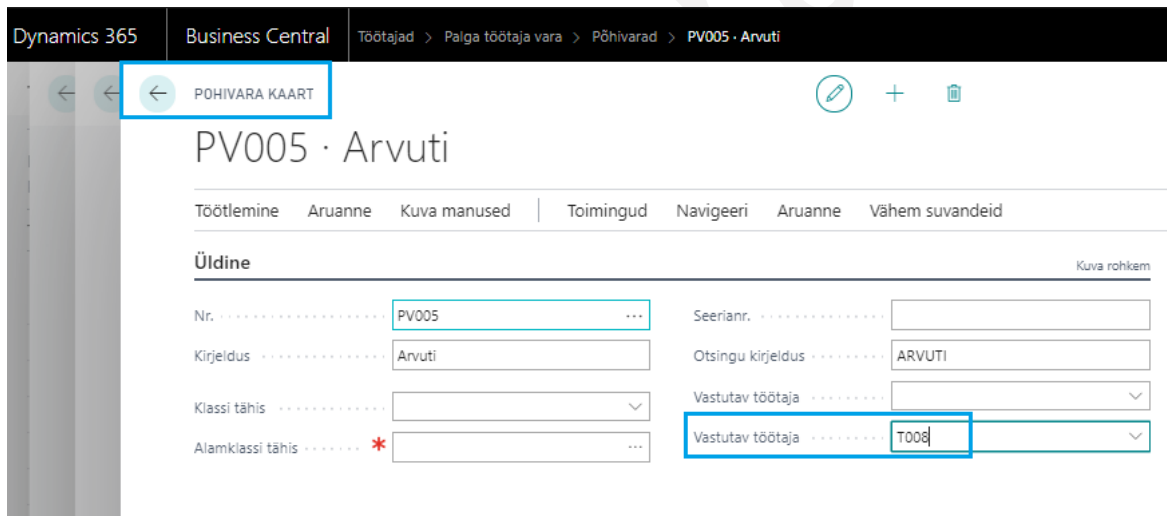 Dynamics 365 Business Central Töötajad > Palga töötaja vara > Põhivarad > PV005 · Arvuti
POHIVARA KAART
PV005 · Arvuti
Töötlemine Aruanne Kuva manused | Toimingud Navigeeri Aruanne Vähem suvandeid
Üldine Kuva rohkem
Nr. PV005 ··· Seerianr.
Kirjeldus Arvuti Otsingu kirjeldus ARVUTI
Klassi tähis Vastutav töötaja
Alamklassi tähis * ··· Vastutav töötaja T008